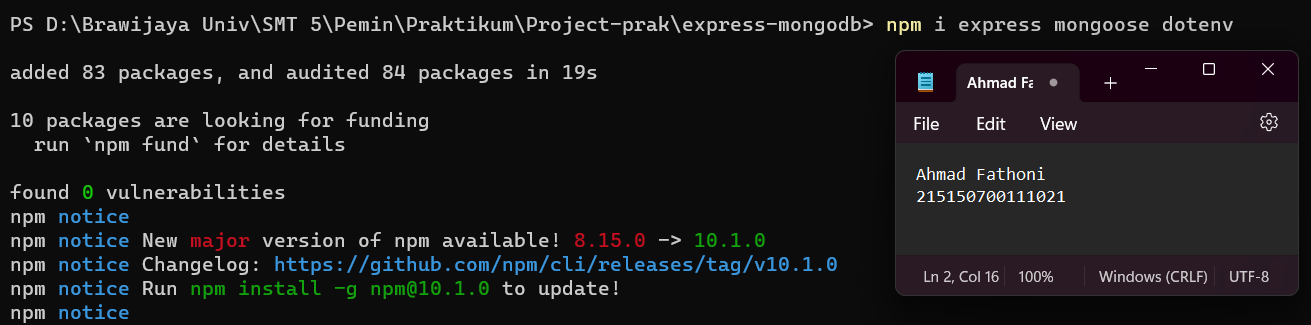 PS D:\Brawijaya Univ\SMT 5\Pemin\Praktikum\Project-prak\express-mongodb> npm i express mongoose dotenv

added 83 packages, and audited 84 packages in 19s

10 packages are looking for funding
  run `npm fund` for details

found 0 vulnerabilities
npm notice
npm notice New major version of npm available! 8.15.0 -> 10.1.0
npm notice Changelog: https://github.com/npm/cli/releases/tag/v10.1.0
npm notice Run npm install -g npm@10.1.0 to update!
npm notice
Ahmad Fa
File Edit View
Ahmad Fathoni
215150700111021
Ln 2, Col 16 100% Windows (CRLF) UTF-8